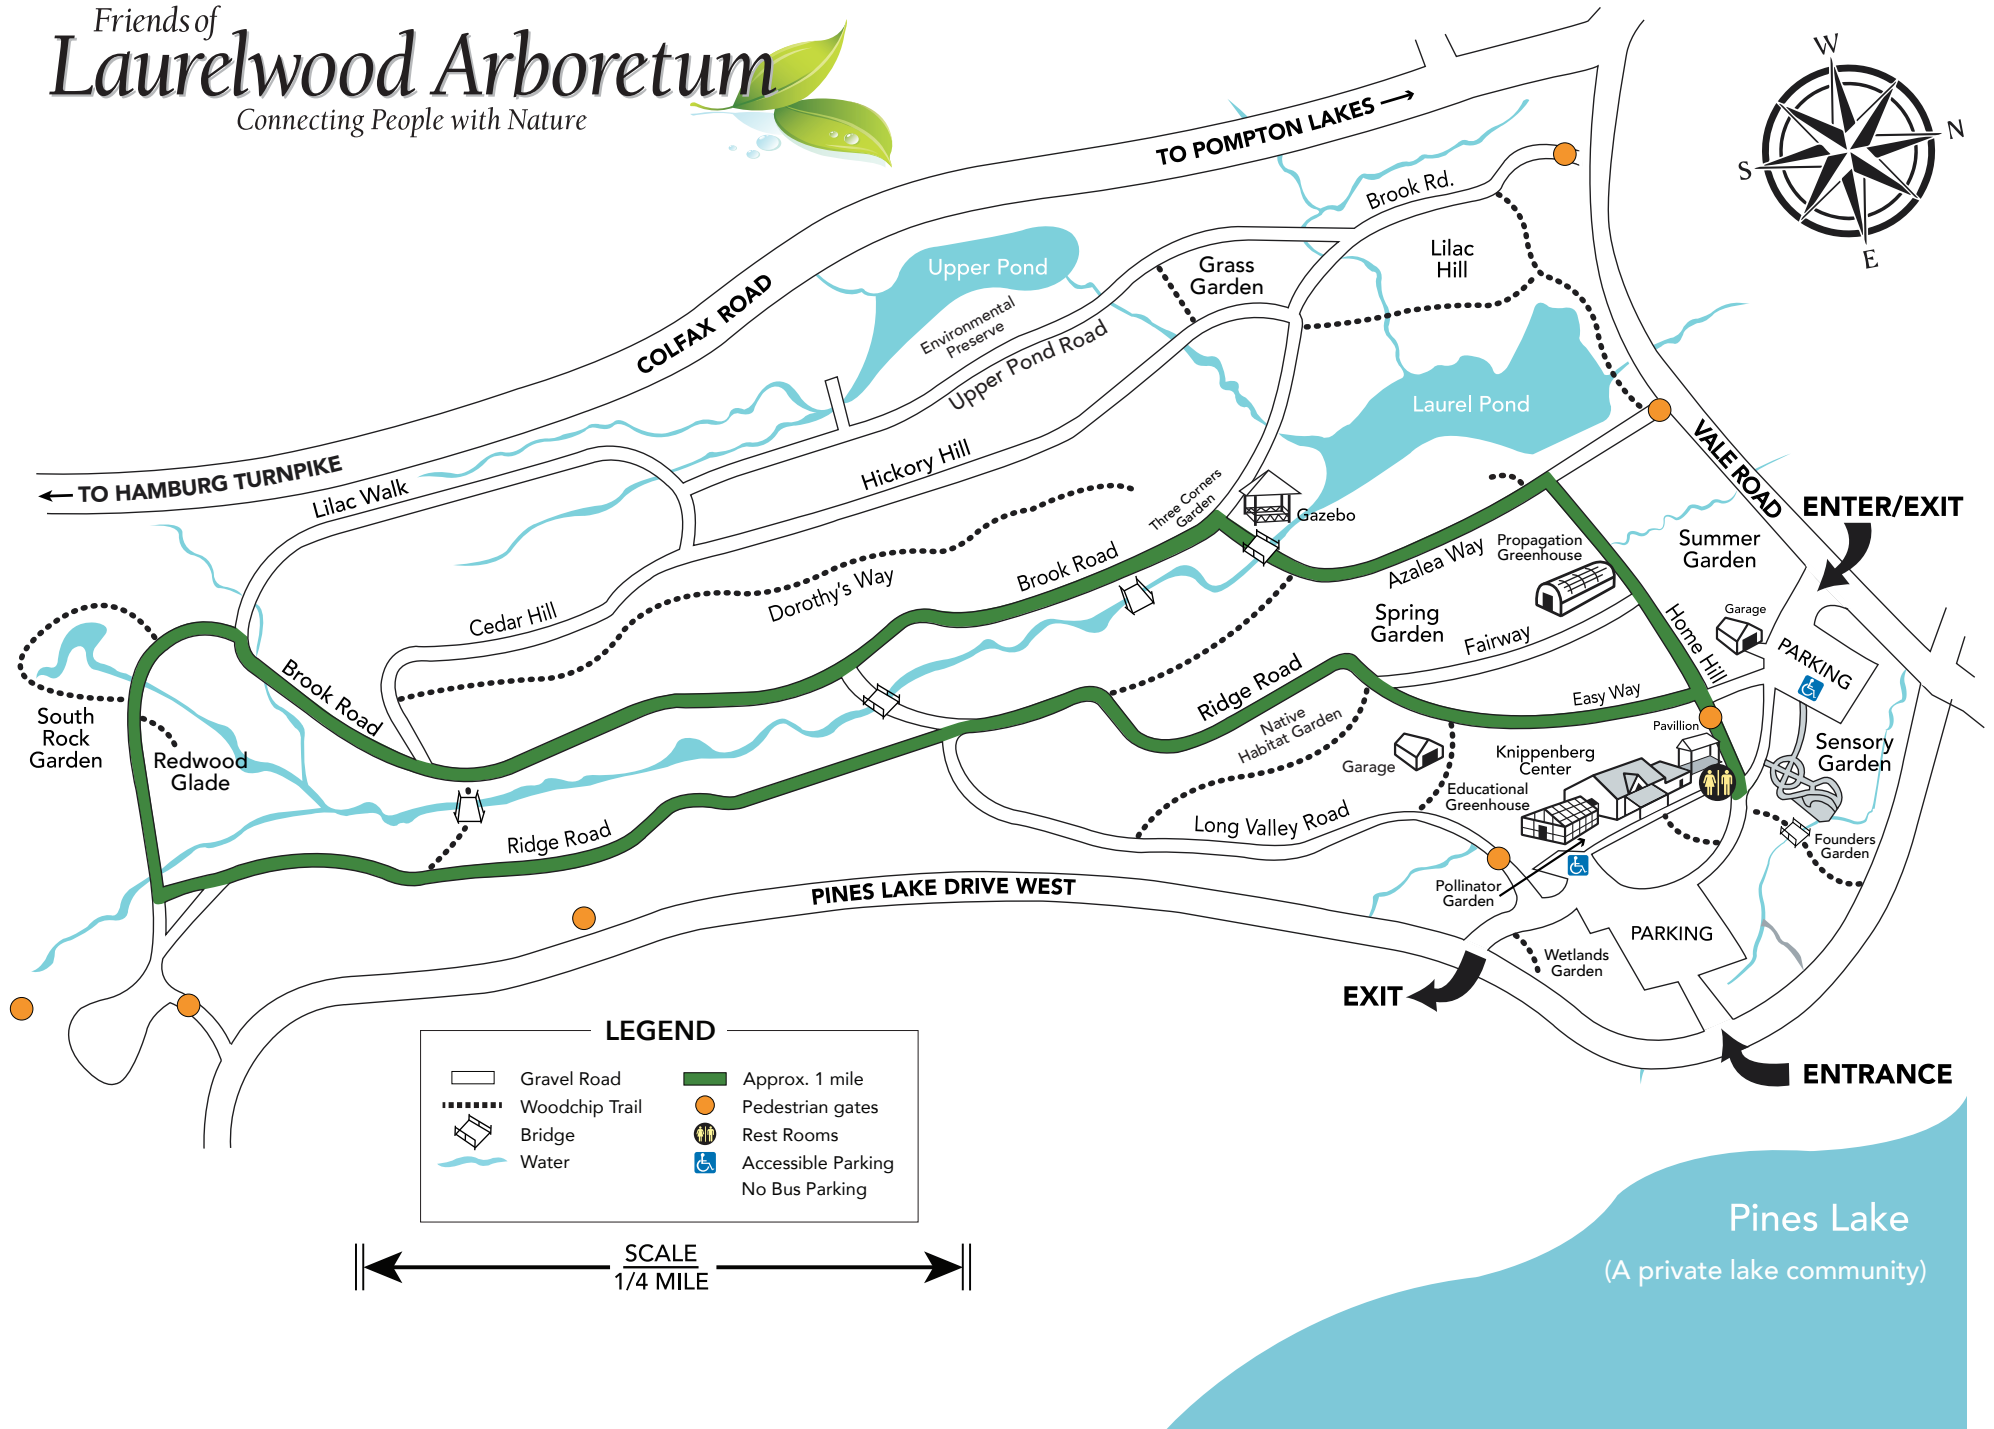 Friends of
Laurelwood Arboretum
Connecting People with Nature
W
N
S
E
TO POMPTON LAKES
Brook Rd.
Lilac
Hill
Grass
Garden
Upper Pond
Environmental
Preserve
Upper Pond Road
COLFAX ROAD
Laurel Pond
VALE ROAD
TO HAMBURG TURNPIKE
Lilac Walk
Hickory Hill
Three Corners
Garden
Gazebo
ENTER/EXIT
Summer
Garden
Propagation
Greenhouse
Azalea Way
Brook Road
Dorothy's Way
Cedar Hill
Spring
Garden
Fairway
Home Hill
Garage
PARKING
Brook Road
South
Rock
Garden
Redwood
Glade
Ridge Road
Native
Habitat Garden
Easy Way
Pavillion
Garage
Knippenberg
Center
Educational
Greenhouse
Sensory
Garden
Founders
Garden
Long Valley Road
Ridge Road
PINES LAKE DRIVE WEST
Pollinator
Garden
PARKING
Wetlands
Garden
EXIT
ENTRANCE
LEGEND
Gravel Road
Woodchip Trail
Bridge
Water
Approx. 1 mile
Pedestrian gates
Rest Rooms
Accessible Parking
No Bus Parking
SCALE
1/4 MILE
Pines Lake
(A private lake community)